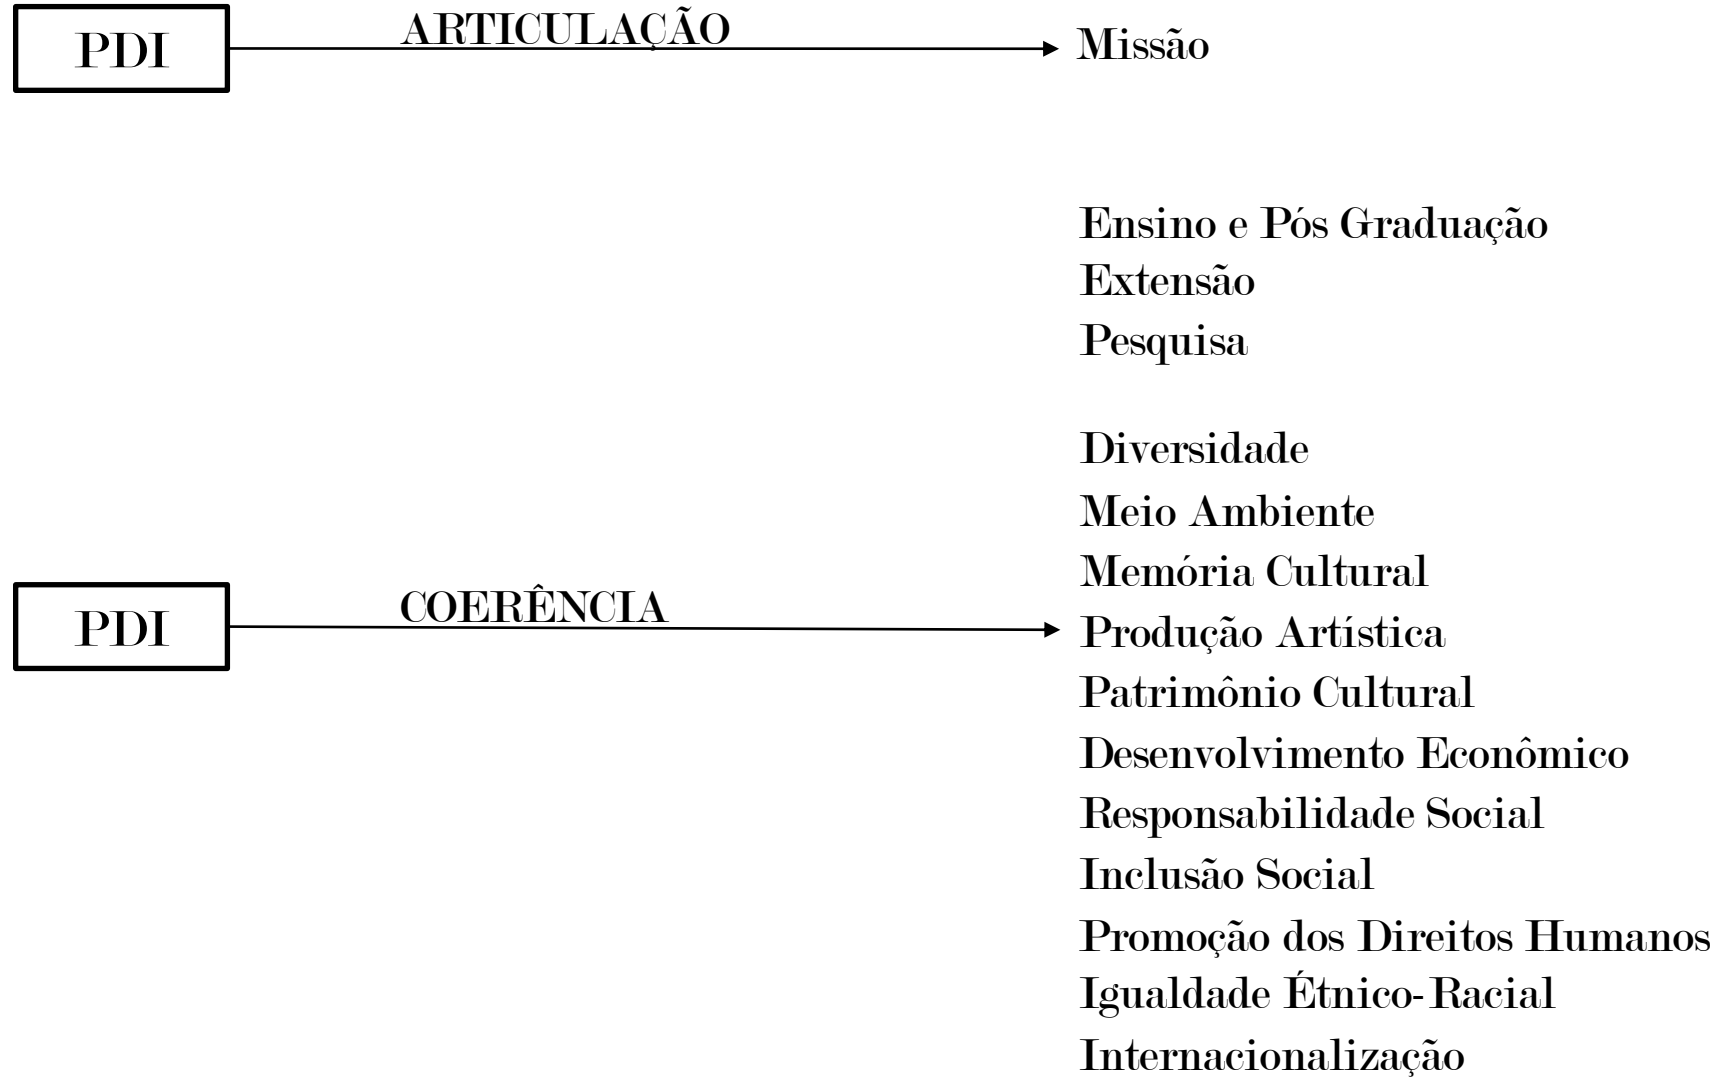 PDI
ARTICULAÇÃO
Missão
Ensino e Pós Graduação
Extensão
Pesquisa
Diversidade
Meio Ambiente
Memória Cultural
PDI
COERÊNCIA
Produção Artística
Patrimônio Cultural
Desenvolvimento Econômico
Responsabilidade Social
Inclusão Social
Promoção dos Direitos Humanos
Igualdade Étnico-Racial
Internacionalização